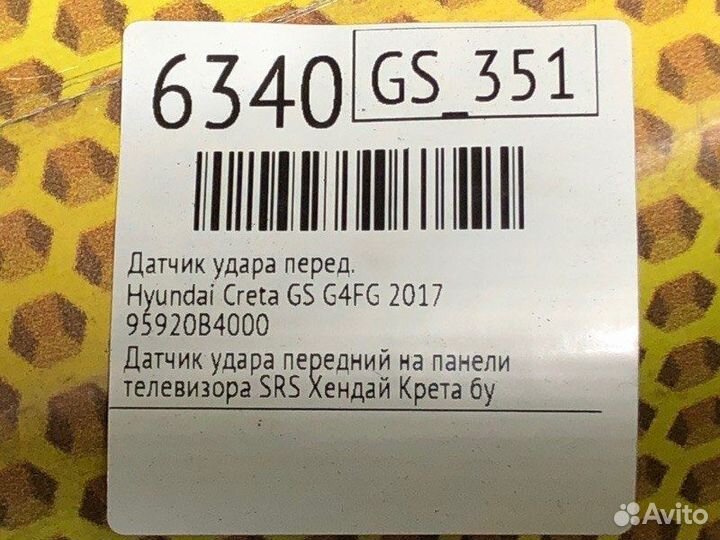 6340 GS_351
Датчик удара перед.
Hyundai Creta GS G4FG 2017
95920B4000
Датчик удара передний на панели
телевизора SRS Хендай Крета бу
Avito